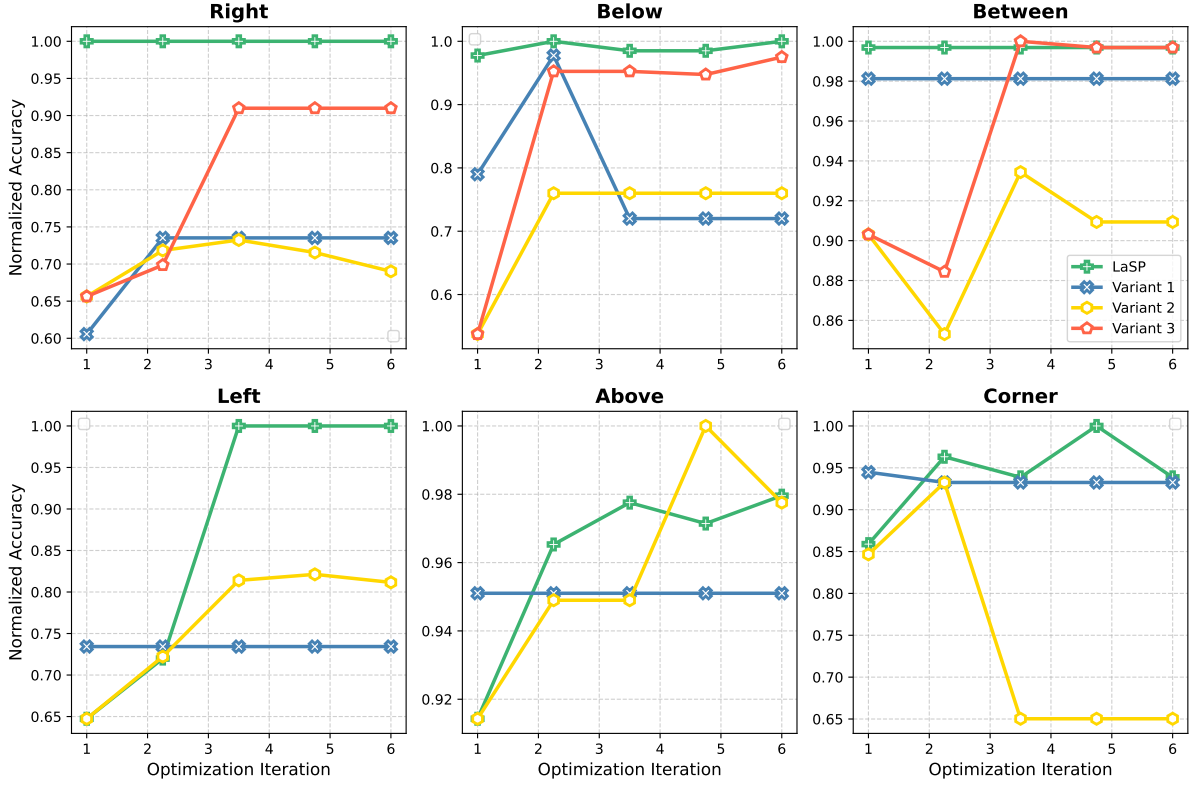 Right
Below
Between
Normalized Accuracy
1.00
0.95
0.90
0.85
0.80
0.75
0.70
0.65
0.60
1 2 3 4 5 6
1.0
0.9
0.8
0.7
0.6
1 2 3 4 5 6
1.00
0.98
0.96
0.94
0.92
0.90
0.88
0.86
1 2 3 4 5 6
LaSP
Variant 1
Variant 2
Variant 3
Left
Above
Corner
Normalized Accuracy
1.00
0.95
0.90
0.85
0.80
0.75
0.70
0.65
1 2 3 4 5 6
Optimization Iteration
1.00
0.98
0.96
0.94
0.92
1 2 3 4 5 6
Optimization Iteration
1.00
0.95
0.90
0.85
0.80
0.75
0.70
0.65
1 2 3 4 5 6
Optimization Iteration